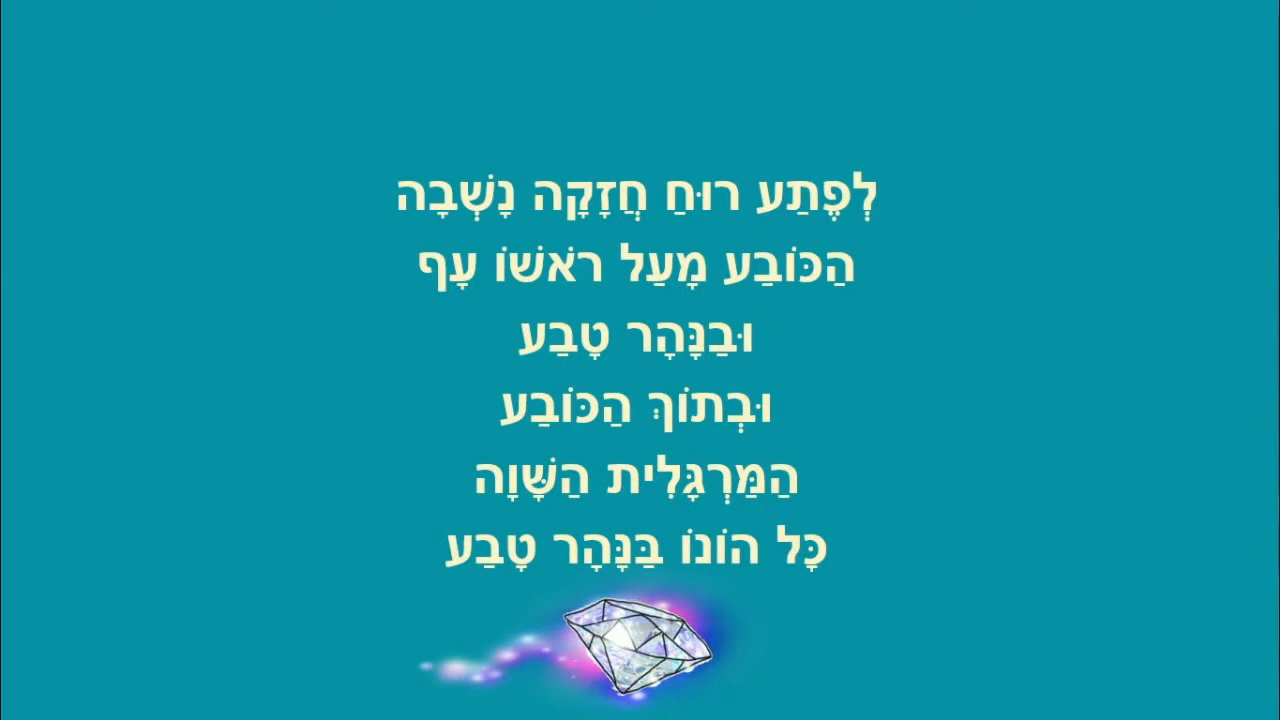 לְפֶתַע רוּחַ חֲזָקָה נָשְׁבָה
הַכּוֹבַע מָעַל רֹאשׁוֹ עָף
וּבַנָּהָר טָבַע
וּבְתוֹךְ הַכּוֹבַע
הַמַּרְגָּלִית הַשָּׁוָה
כָּל הוֹנוֹ בַּנָּהָר טָבַע